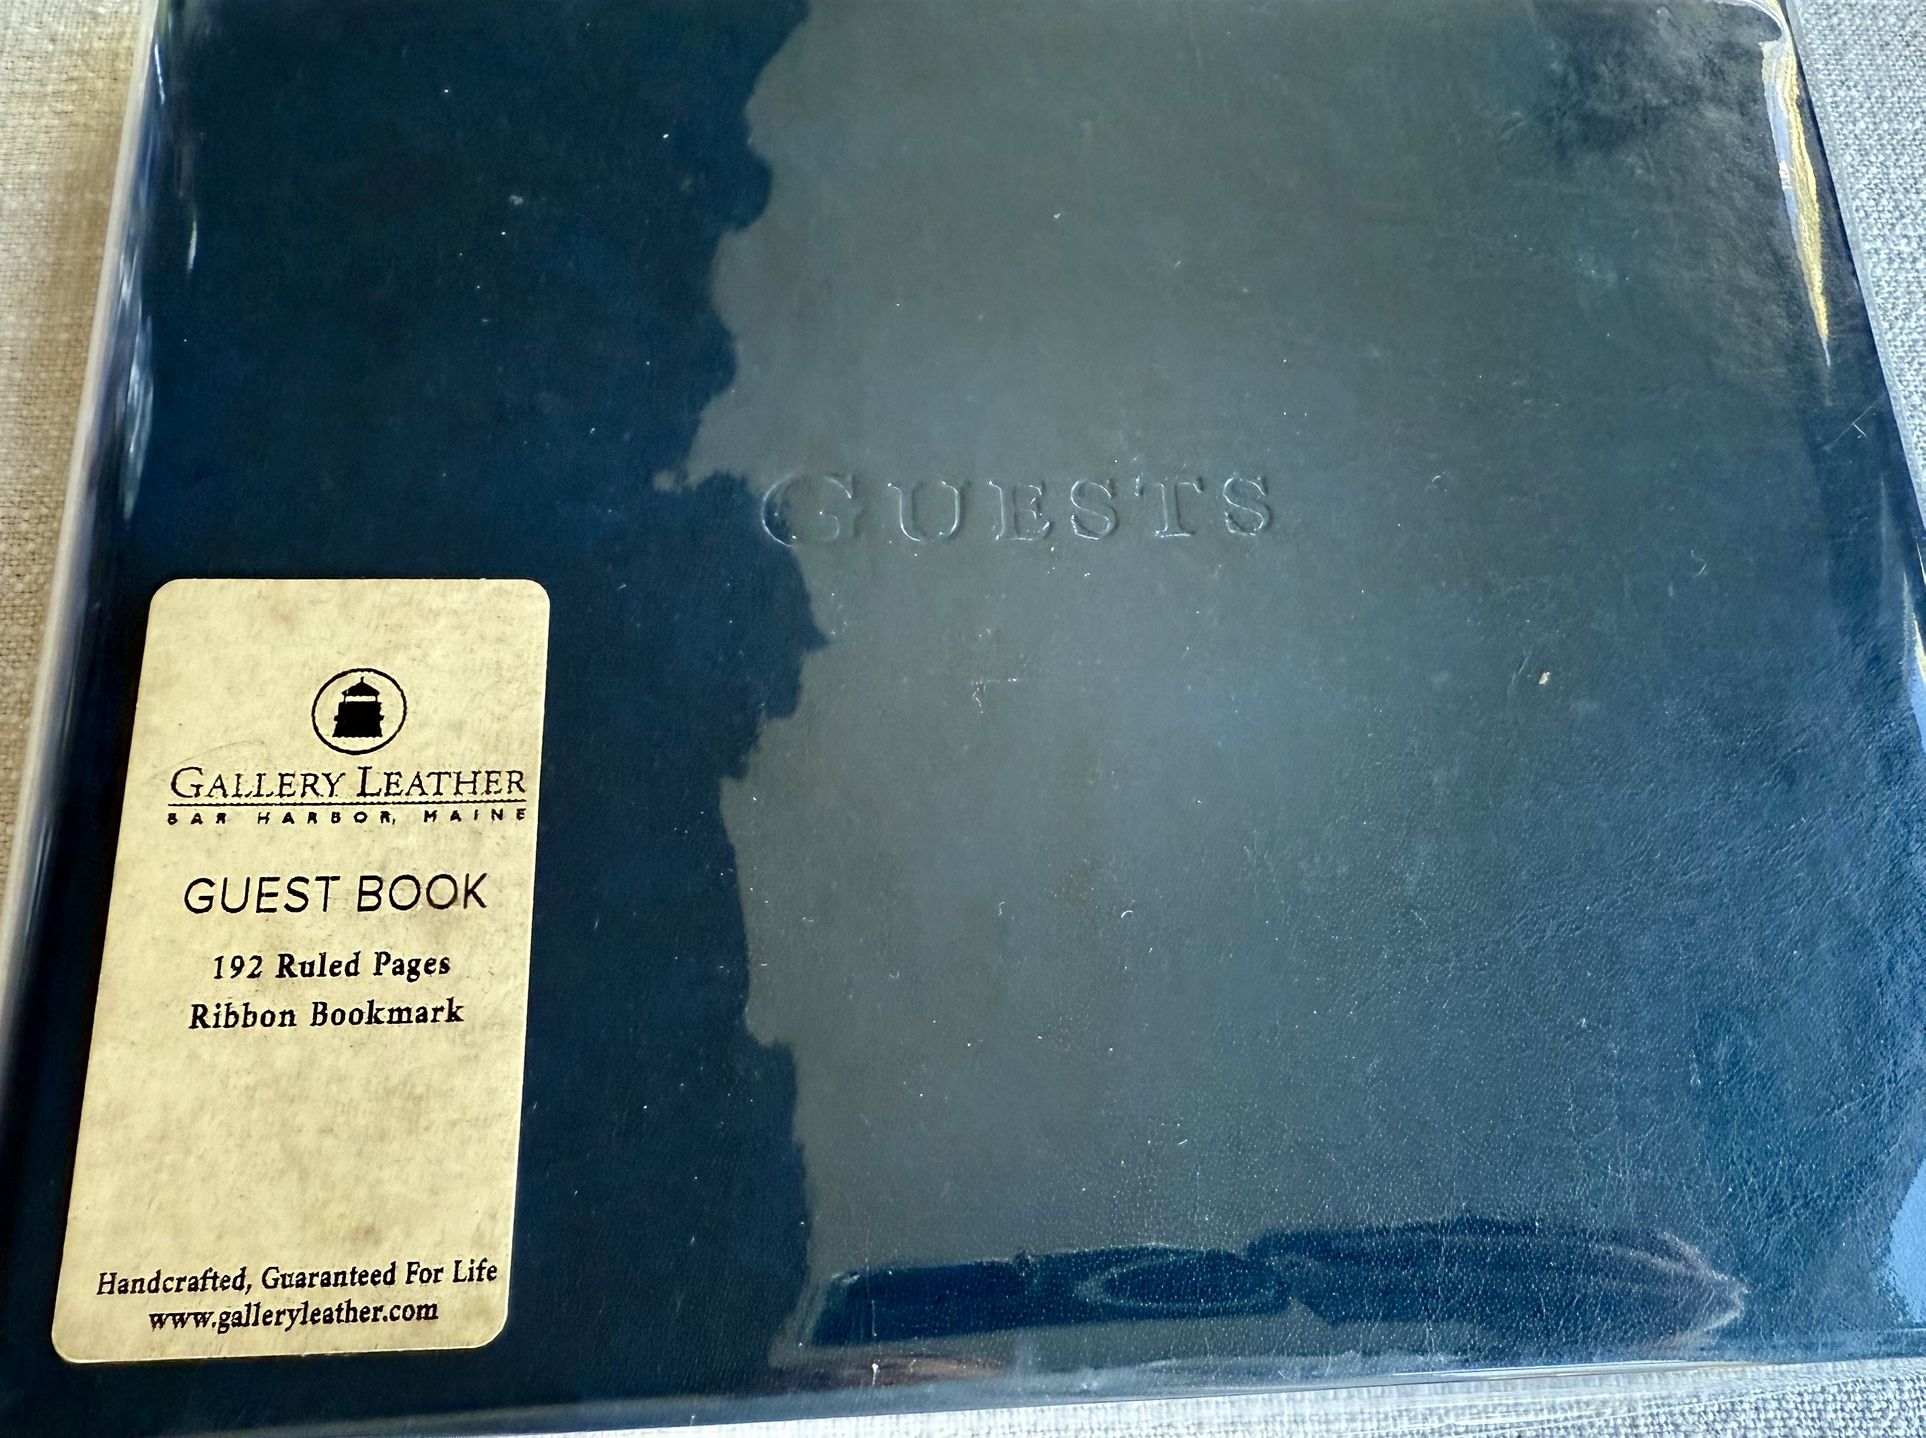 GUESTS
GALLERY LEATHER
BAR HARBOR, MAINE
GUEST BOOK
192 Ruled Pages
Ribbon Bookmark
Handcrafted, Guaranteed For Life
www.galleryleather.com